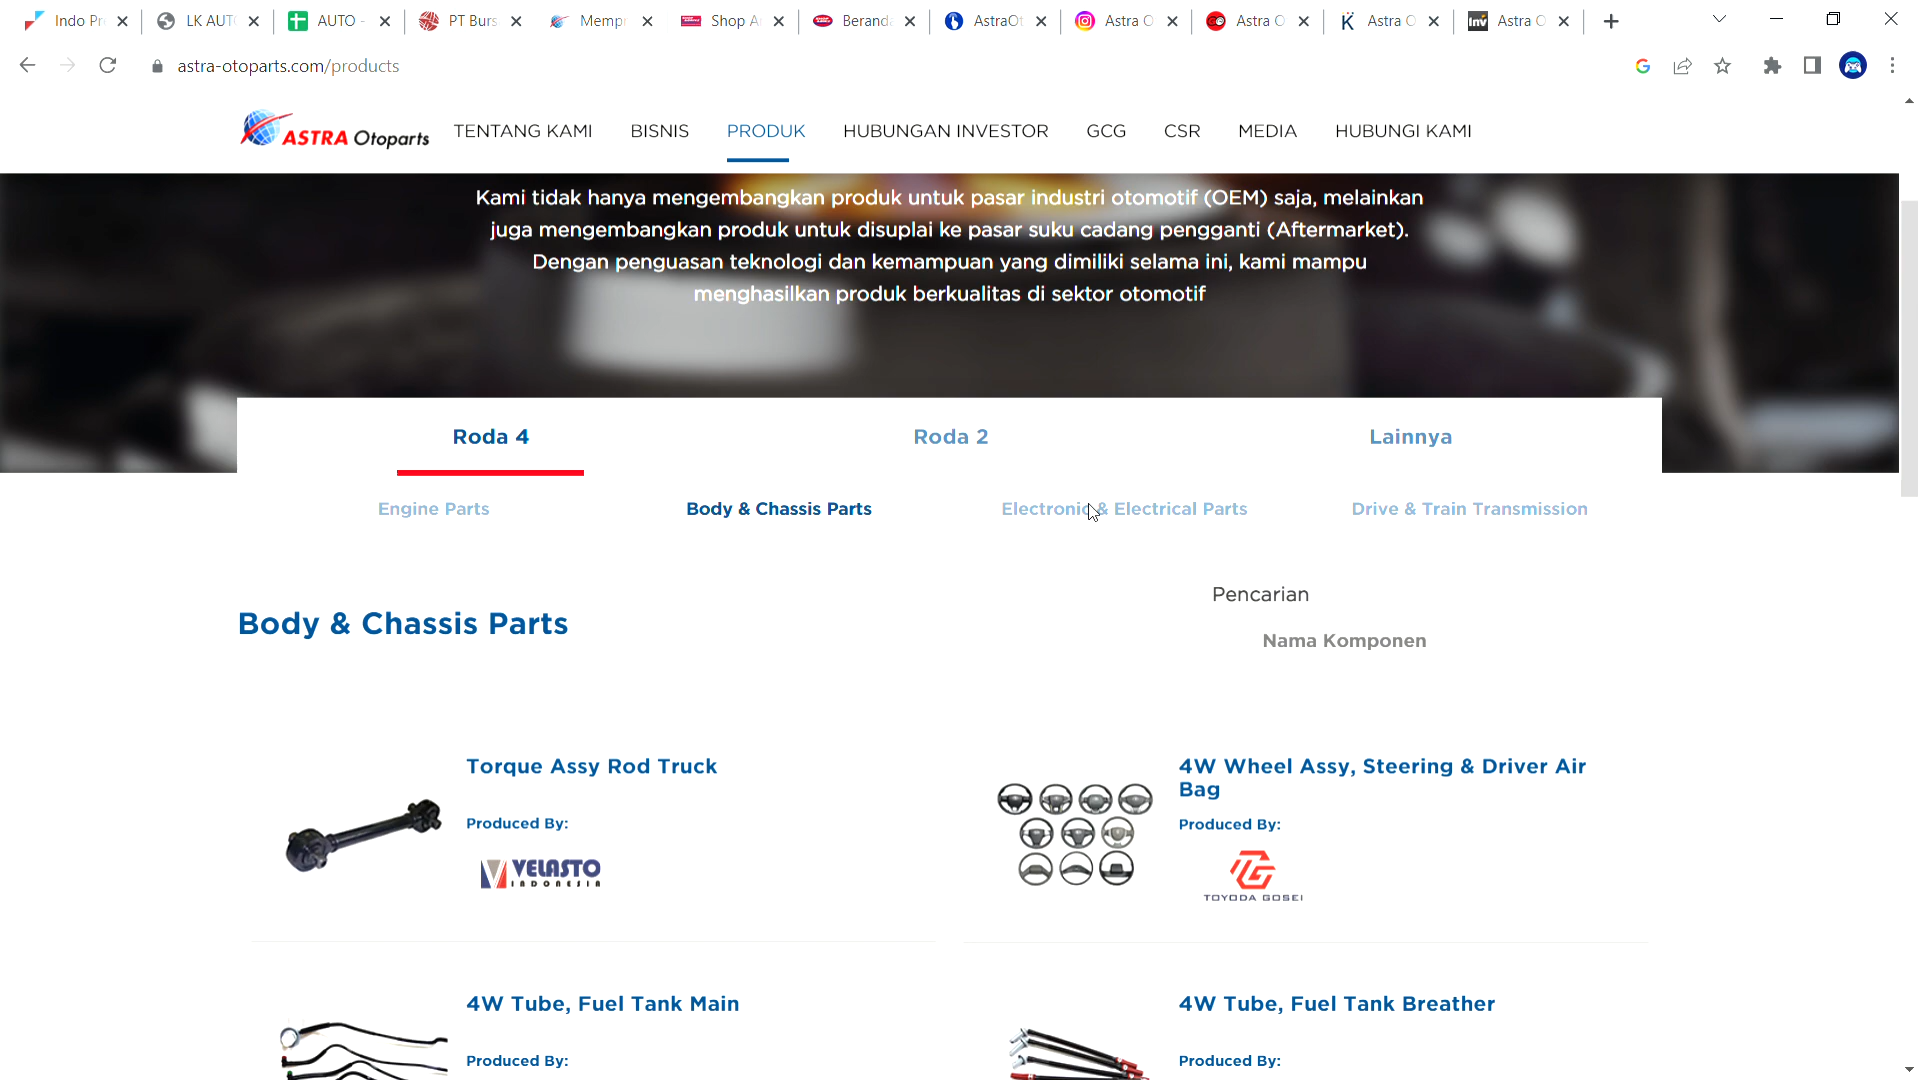 Indo Pr
LK AUT
AUTO -
PT Burs
Mempr
Shop A
Beranda
AstraOt
Astra O
Astra O
Astra O
Astra O
astra-otoparts.com/products
ASTRA Otoparts
TENTANG KAMI
BISNIS
PRODUK
HUBUNGAN INVESTOR
GCG
CSR
MEDIA
HUBUNGI KAMI
Kami tidak hanya mengembangkan produk untuk pasar industri otomotif (OEM) saja, melainkan
juga mengembangkan produk untuk disuplai ke pasar suku cadang pengganti (Aftermarket).
Dengan penguasan teknologi dan kemampuan yang dimiliki selama ini, kami mampu
menghasilkan produk berkualitas di sektor otomotif
Roda 4
Roda 2
Lainnya
Engine Parts
Body & Chassis Parts
Electronic & Electrical Parts
Drive & Train Transmission
Body & Chassis Parts
Pencarian
Nama Komponen
Torque Assy Rod Truck
Produced By:
VELASTO
INDONESIA
4W Wheel Assy, Steering & Driver Air
Bag
Produced By:
TOYODA GOSEI
4W Tube, Fuel Tank Main
Produced By:
4W Tube, Fuel Tank Breather
Produced By: